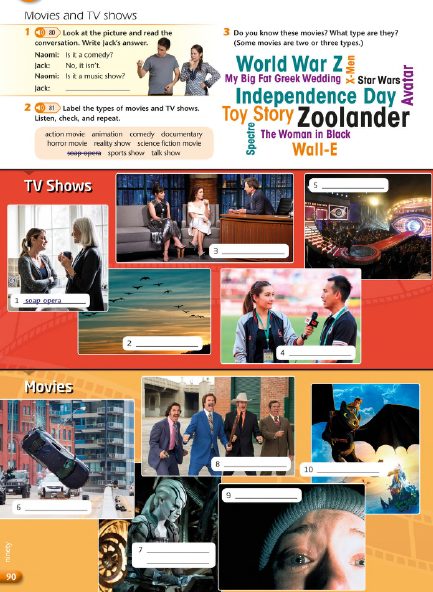 Movies and TV shows
1 80 Look at the picture and read the
conversation. Write Jack's answer.
Naomi: Is it a comedy?
Jack: No, it isn't.
Naomi: Is it a music show?
Jack:
2 81 Label the types of movies and TV shows.
Listen, check, and repeat.
action movie animation comedy documentary
horror movie reality show science fiction movie
soap opera sports show talk show
3 Do you know these movies? What type are they?
(Some movies are two or three types.)
World War Z
X-Men
My Big Fat Greek Wedding
Star Wars
Avatar
Independence Day
Toy Story
Zoolander
Spectre
The Woman in Black
Wall-E
TV Shows
1 soap opera
2
3
4
5
Movies
6
7
8
9
10
ninety
90